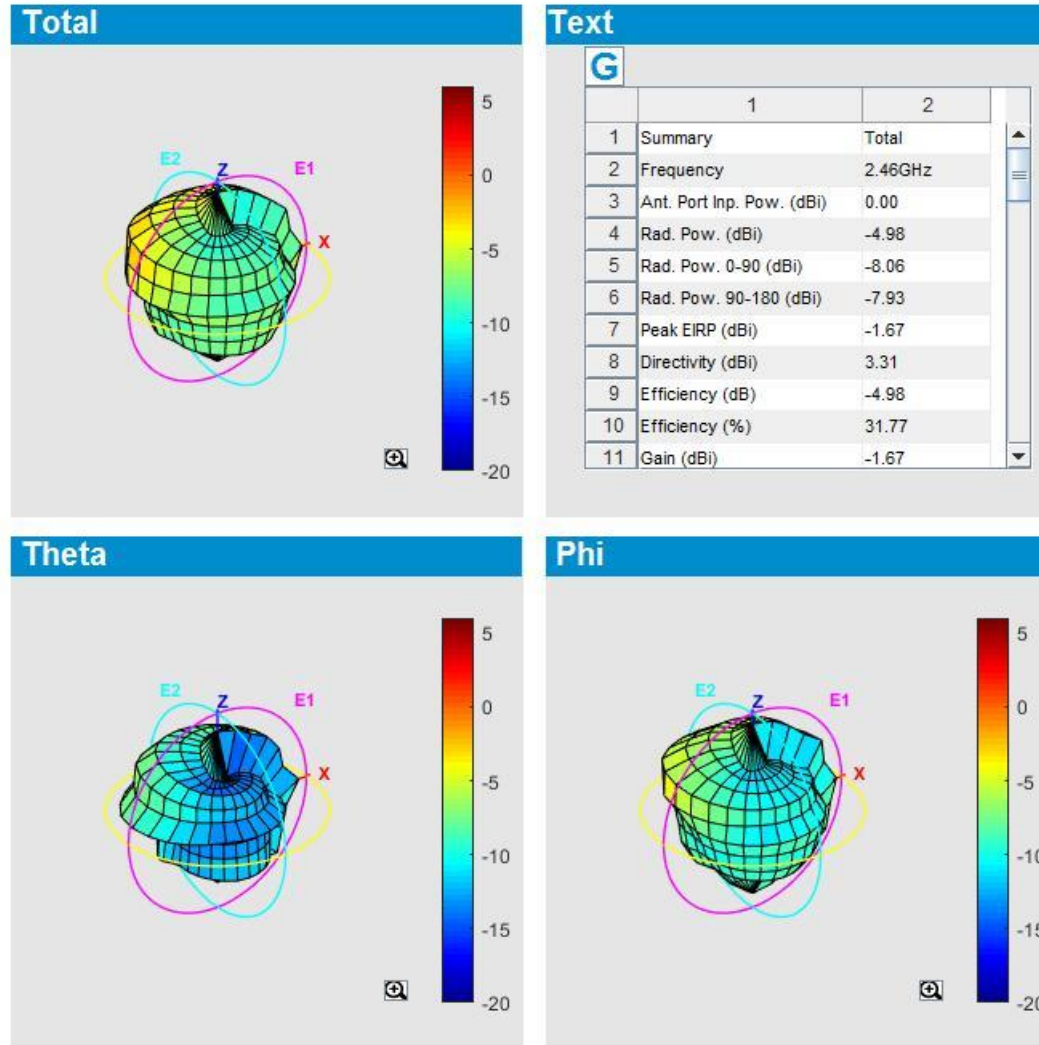 Total
5
0
-5
-10
-15
-20
E2
Z
E1
X
Text
G
1 2
1 Summary Total
2 Frequency 2.46GHz
3 Ant. Port Inp. Pow. (dBi) 0.00
4 Rad. Pow. (dBi) -4.98
5 Rad. Pow. 0-90 (dBi) -8.06
6 Rad. Pow. 90-180 (dBi) -7.93
7 Peak EIRP (dBi) -1.67
8 Directivity (dBi) 3.31
9 Efficiency (dB) -4.98
10 Efficiency (%) 31.77
11 Gain (dBi) -1.67
Theta
5
0
-5
-10
-15
-20
E2
Z
E1
X
Phi
5
0
-5
-10
-15
-20
E2
Z
E1
X